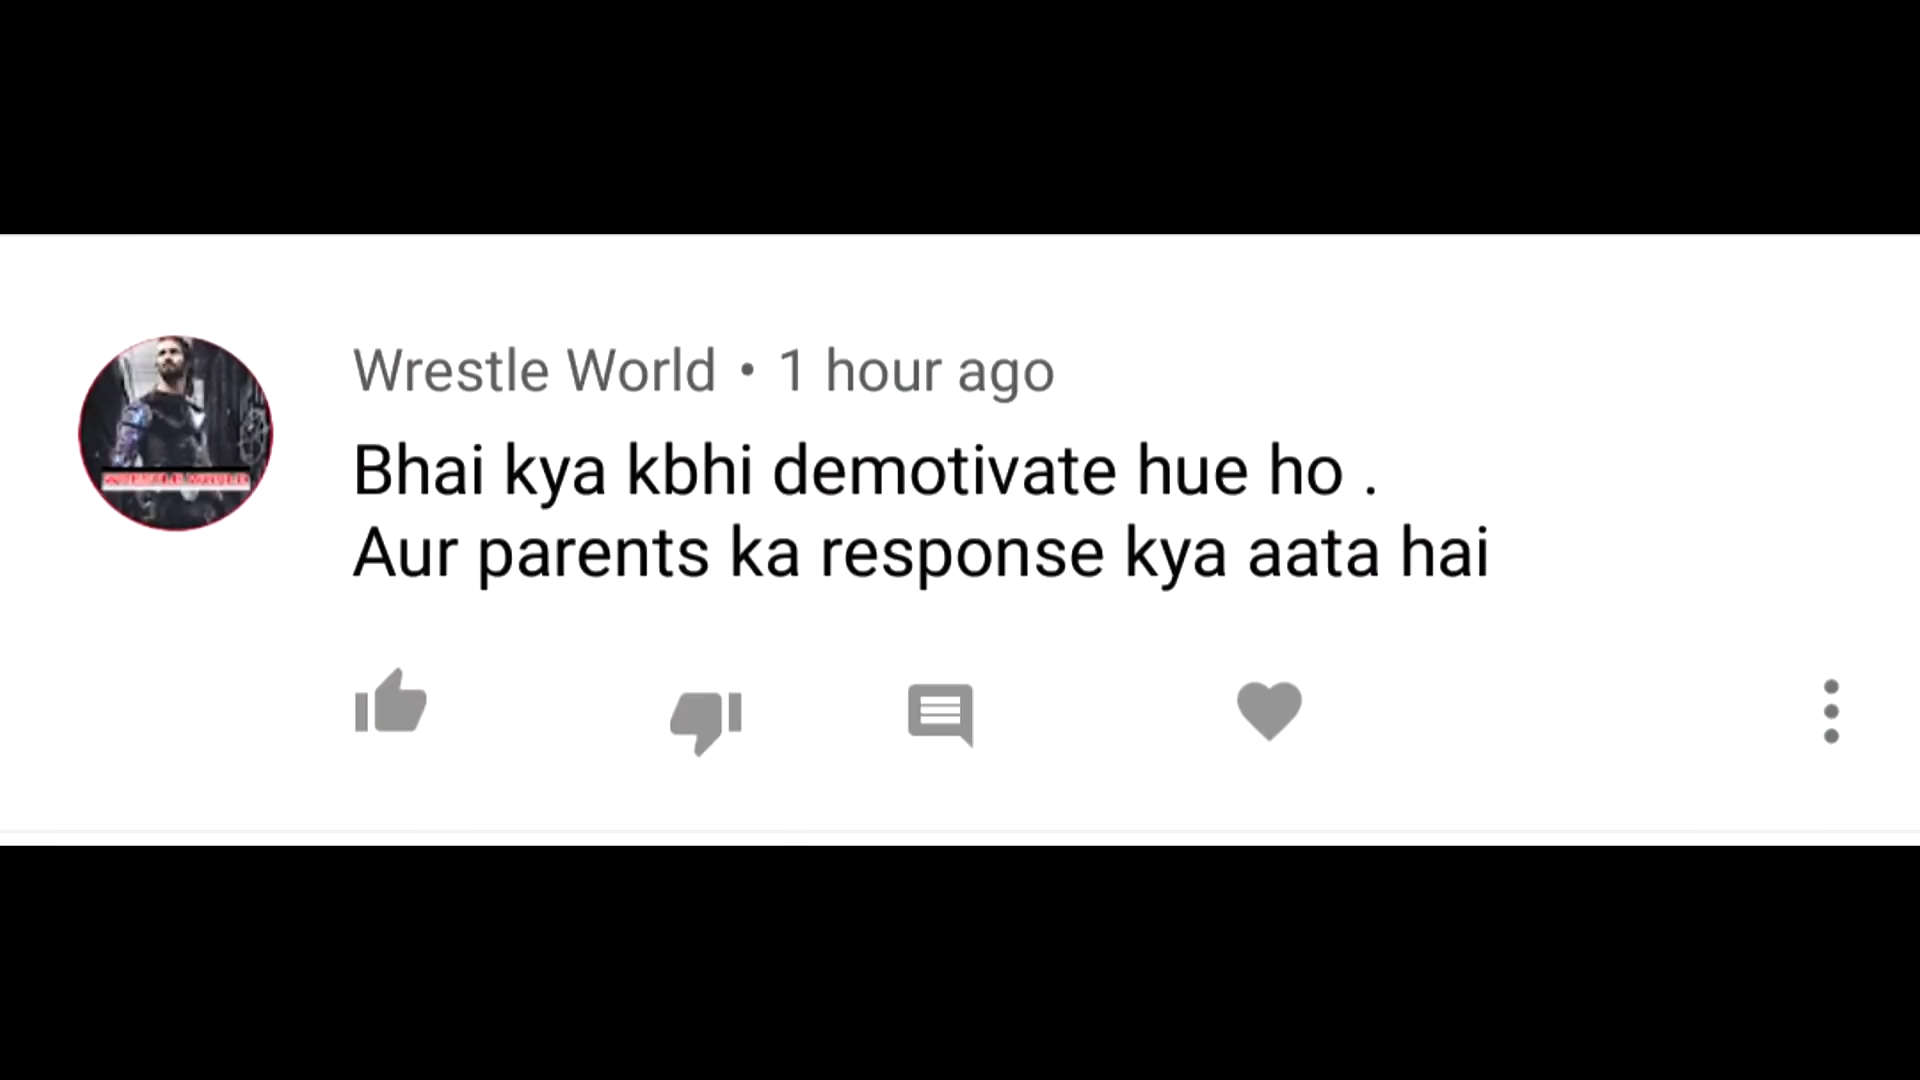 Wrestle World • 1 hour ago
Bhai kya kbhi demotivate hue ho .
Aur parents ka response kya aata hai